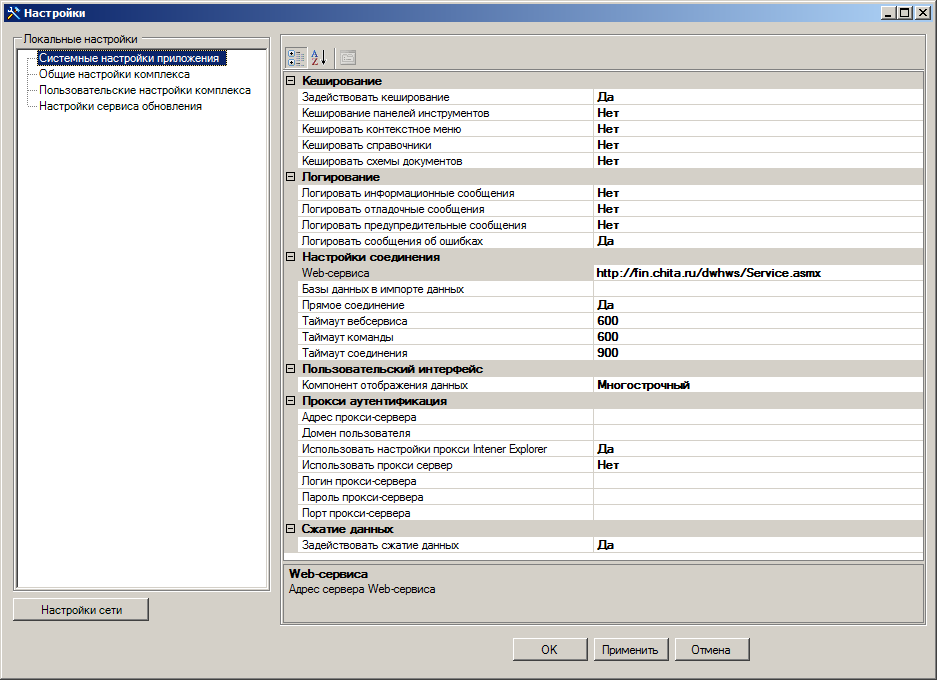 Настройки
Локальные настройки
Системные настройки приложения
Общие настройки комплекса
Пользовательские настройки комплекса
Настройки сервиса обновления
Настройки сети
Кеширование
Задействовать кеширование Да
Кеширование панелей инструментов Нет
Кешировать контекстное меню Нет
Кешировать справочники Нет
Кешировать схемы документов Нет
Логирование
Логировать информационные сообщения Нет
Логировать отладочные сообщения Нет
Логировать предупредительные сообщения Нет
Логировать сообщения об ошибках Да
Настройки соединения
Web-сервиса http://fin.chita.ru/dwhws/Service.asmx
Базы данных в импорте данных
Прямое соединение Да
Таймаут вебсервиса 600
Таймаут команды 600
Таймаут соединения 900
Пользовательский интерфейс
Компонент отображения данных Многострочный
Прокси аутентификация
Адрес прокси-сервера
Домен пользователя
Использовать настройки прокси Intener Explorer Да
Использовать прокси сервер Нет
Логин прокси-сервера
Пароль прокси-сервера
Порт прокси-сервера
Сжатие данных
Задействовать сжатие данных Да
Web-сервиса
Адрес сервера Web-сервиса
OK Применить Отмена